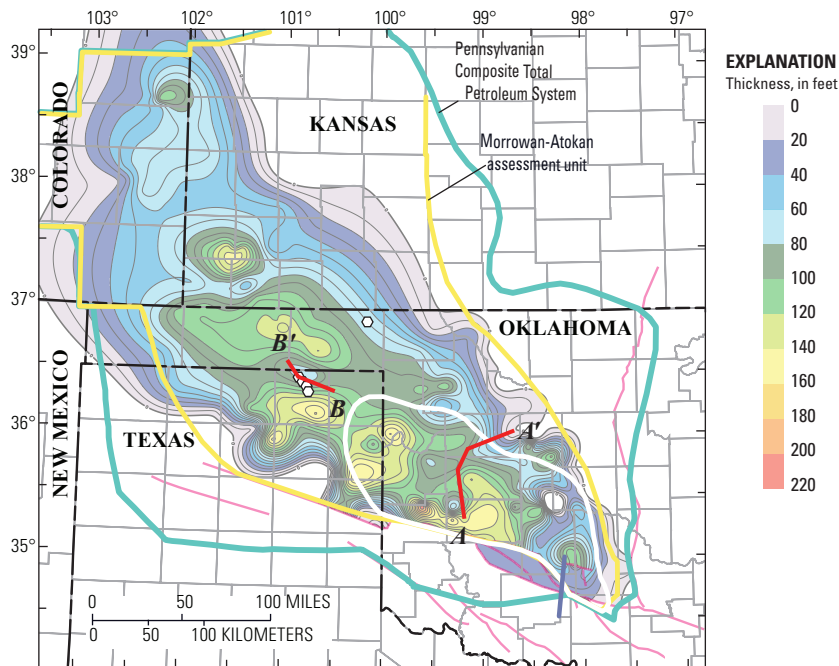 103° 102° 101° 100° 99° 98° 97°
39°
38°
37°
36°
35°
COLORADO
KANSAS
NEW MEXICO
TEXAS
OKLAHOMA
Pennsylvanian
Composite Total
Petroleum System
Morrowan-Atokan
assessment unit
B'
B
A'
A
0 50 100 MILES
0 50 100 KILOMETERS
EXPLANATION
Thickness, in feet
0
20
40
60
80
100
120
140
160
180
200
220